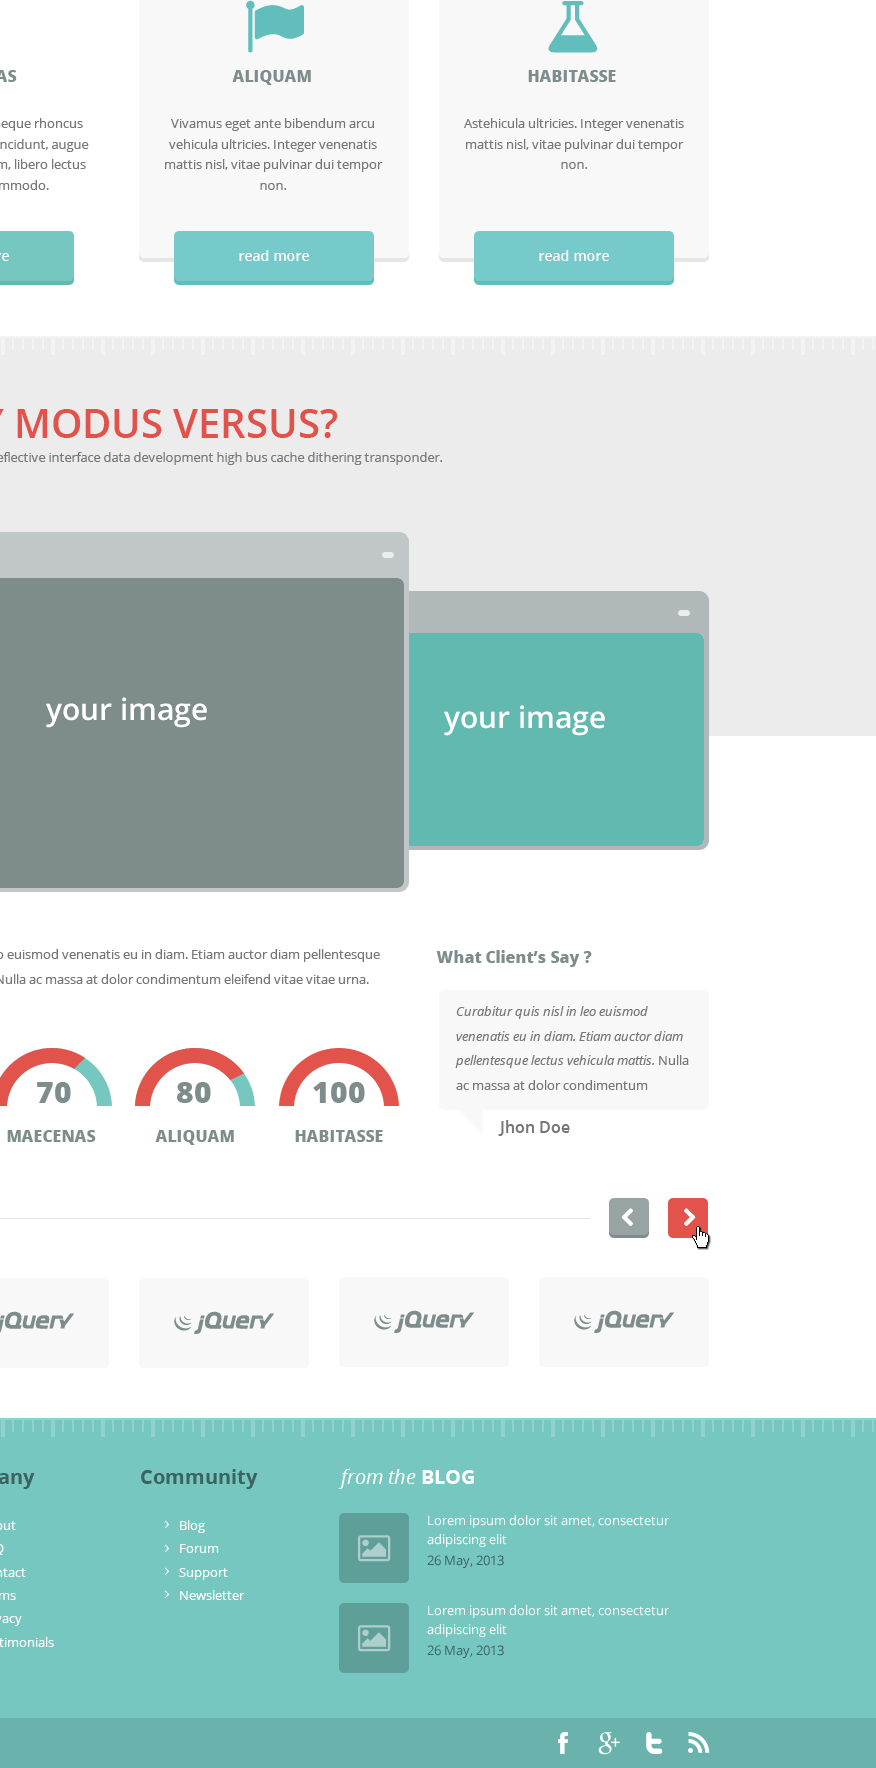 AS
ALIQUAM
HABITASSE
eque rhoncus
ncidunt, augue
m, libero lectus
mmodo.
Vivamus eget ante bibendum arcu
vehicula ultricies. Integer venenatis
mattis nisl, vitae pulvinar dui tempor
non.
Astehicula ultricies. Integer venenatis
mattis nisl, vitae pulvinar dui tempor
non.
re
read more
read more
Y MODUS VERSUS?
eflective interface data development high bus cache dithering transponder.
your image
your image
o euismod venenatis eu in diam. Etiam auctor diam pellentesque
Nulla ac massa at dolor condimentum eleifend vitae vitae urna.
70
MAECENAS
80
ALIQUAM
100
HABITASSE
What Client's Say ?
Curabitur quis nisl in leo euismod
venenatis eu in diam. Etiam auctor diam
pellentesque lectus vehicula mattis. Nulla
ac massa at dolor condimentum
Jhon Doe
jQuery
jQuery
jQuery
jQuery
any
out
Q
ntact
ms
vacy
timonials
Community
Blog
Forum
Support
Newsletter
from the BLOG
Lorem ipsum dolor sit amet, consectetur
adipiscing elit
26 May, 2013
Lorem ipsum dolor sit amet, consectetur
adipiscing elit
26 May, 2013